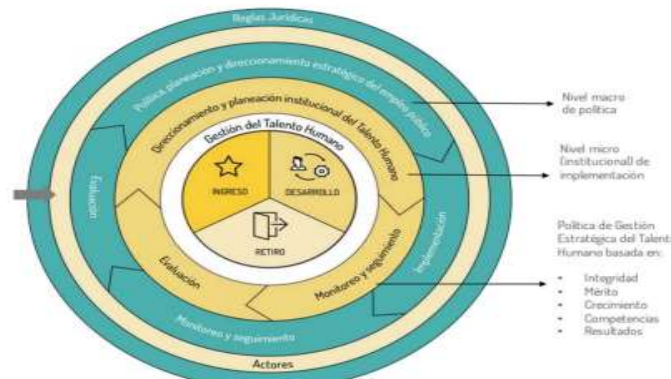 Reglas Jurídicas
Política, planeación y direccionamiento estratégico del empleo público
Direccionamiento y planeación institucional del Talento Humano
Gestión del Talento Humano
INGRESO
DESARROLLO
RETIRO
Evaluación
Implementación
Evaluación
Monitoreo y seguimiento
Monitoreo y seguimiento
Actores
Nivel macro
de política
Nivel micro
(institucional) de
implementación
Política de Gestión
Estratégica del Talent
Humano basada en:
• Integridad
• Mérito
• Crecimiento
• Competencias
• Resultados